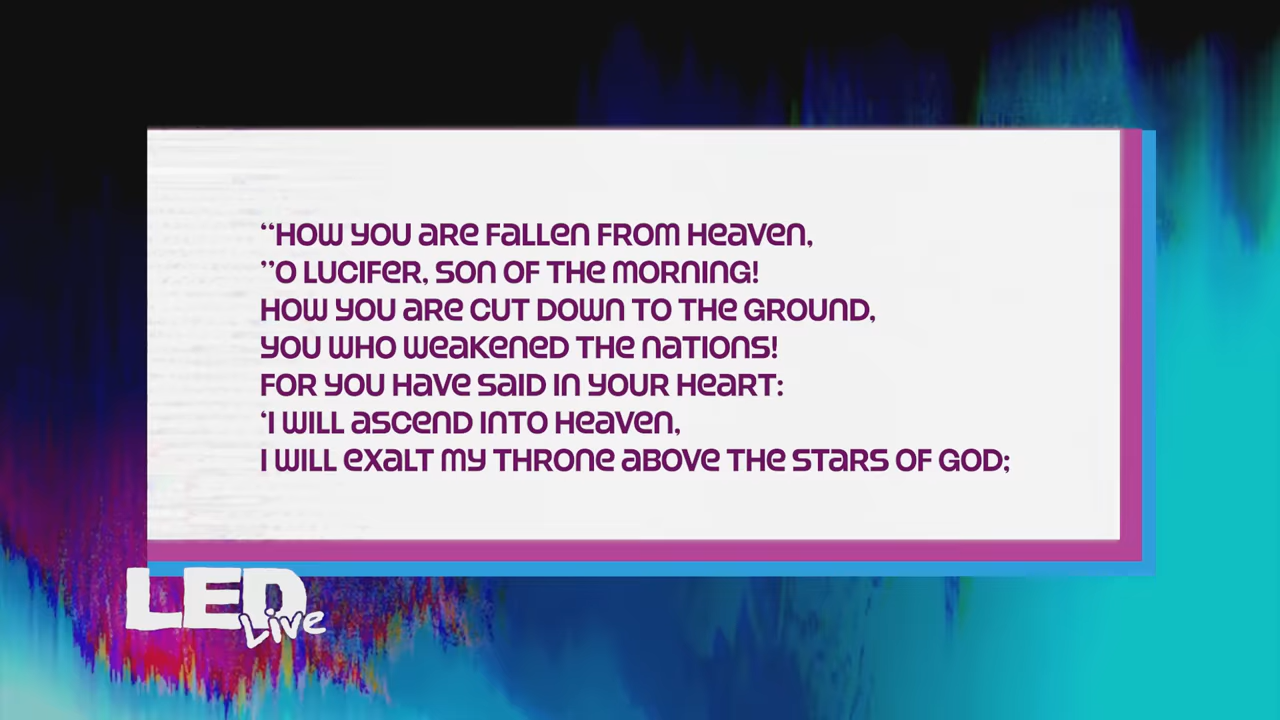 “HOW YOU ARE FALLEN FROM HEAVEN,
”O LUCIFER, SON OF THE MORNING!
HOW YOU ARE CUT DOWN TO THE GROUND,
YOU WHO WEAKENED THE NATIONS!
FOR YOU HAVE SAID IN YOUR HEART:
‘I WILL ASCEND INTO HEAVEN,
I WILL EXALT MY THRONE ABOVE THE STARS OF GOD;
LED
Live